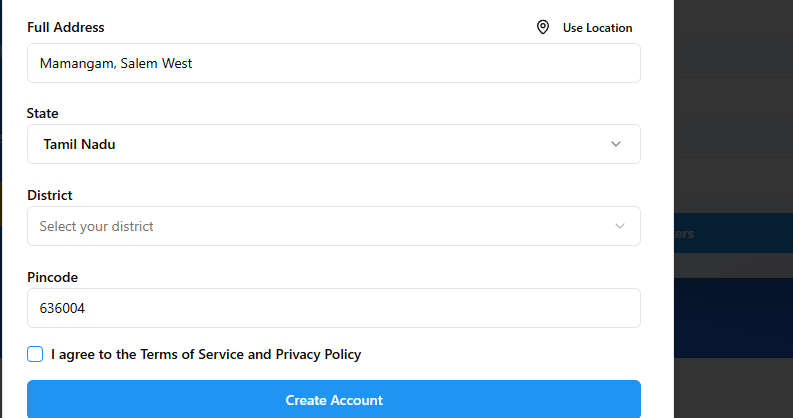 Full Address
Use Location
Mamangam, Salem West
State
Tamil Nadu
District
Select your district
Pincode
636004
I agree to the Terms of Service and Privacy Policy
Create Account